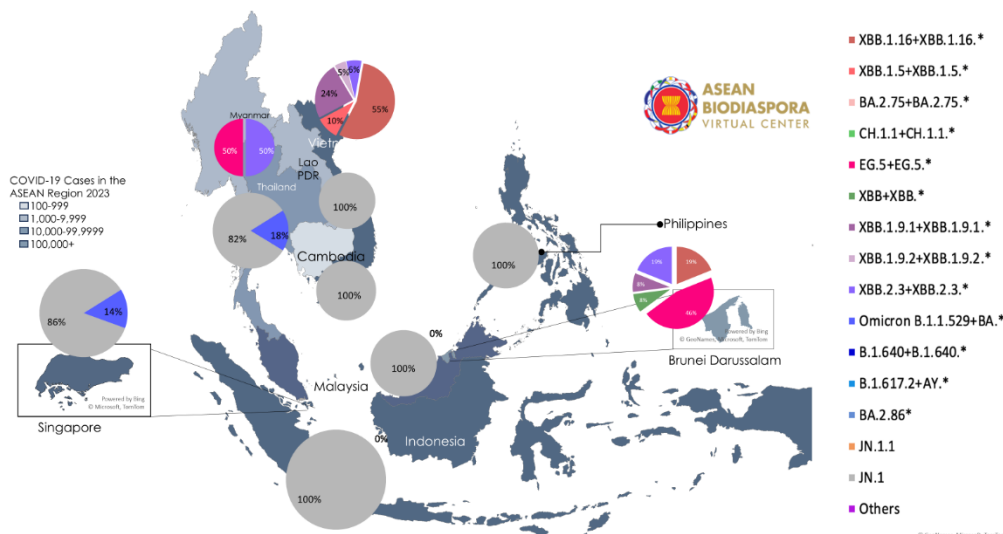 XBB.1.16+XBB.1.16.*
XBB.1.5+XBB.1.5.*
BA.2.75+BA.2.75.*
CH.1.1+CH.1.1.*
EG.5+EG.5.*
XBB+XBB.*
XBB.1.9.1+XBB.1.9.1.*
XBB.1.9.2+XBB.1.9.2.*
XBB.2.3+XBB.2.3.*
Omicron B.1.1.529+BA.*
B.1.640+B.1.640.*
B.1.617.2+AY.*
BA.2.86*
JN.1.1
JN.1
Others
ASEAN
BIODIASPORA
VIRTUAL CENTER
5%
6%
24%
55%
10%
Myanmar
Vietn
50%
50%
Lao
PDR
Thailand
COVID-19 Cases in the
ASEAN Region 2023
100-999
1,000-9,999
10,000-99,9999
100,000+
100%
82%
18%
Cambodia
100%
Philippines
100%
19%
19%
8%
8%
46%
Powered by Bing
© GeoNames, Microsoft, TomTom
Brunei Darussalam
86%
14%
Powered by Bing
© Microsoft, TomTom
Singapore
0%
100%
Malaysia
0%
Indonesia
100%